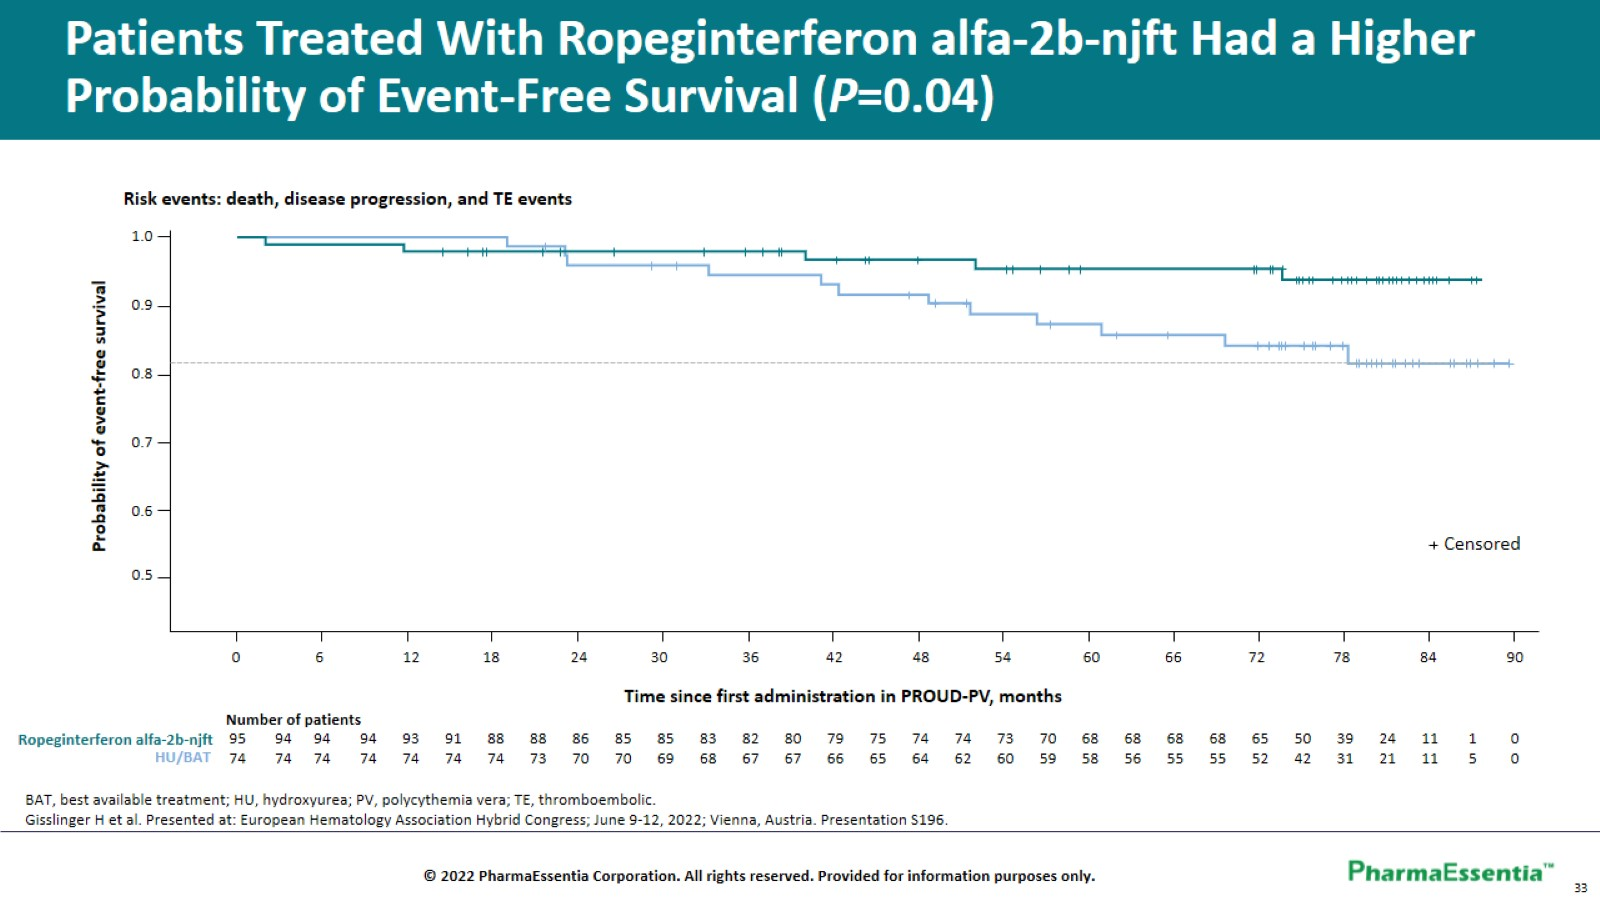 Patients Treated With Ropeginterferon alfa-2b-njft Had a Higher
Probability of Event-Free Survival (P=0.04)
Risk events: death, disease progression, and TE events
Probability of event-free survival
1.0
0.9
0.8
0.7
0.6
0.5
+ Censored
0 6 12 18 24 30 36 42 48 54 60 66 72 78 84 90
Time since first administration in PROUD-PV, months
Number of patients
Ropeginterferon alfa-2b-njft 95 94 94 94 93 91 88 88 86 85 85 83 82 80 79 75 74 74 73 70 68 68 68 68 65 50 39 24 11 1 0
HU/BAT 74 74 74 74 74 74 74 73 70 70 69 68 67 67 66 65 64 62 60 59 58 56 55 55 52 42 31 21 11 5 0
BAT, best available treatment; HU, hydroxyurea; PV, polycythemia vera; TE, thromboembolic.
Gisslinger H et al. Presented at: European Hematology Association Hybrid Congress; June 9-12, 2022; Vienna, Austria. Presentation S196.
© 2022 PharmaEssentia Corporation. All rights reserved. Provided for information purposes only.
PharmaEssentia™
33